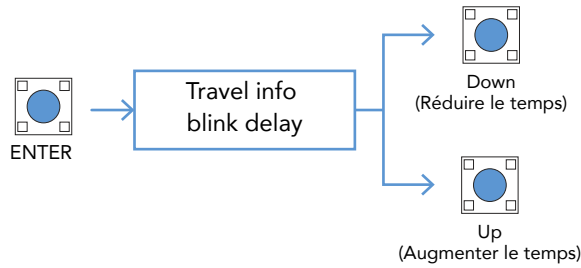 ENTER
Travel info
blink delay
Down
(Réduire le temps)
Up
(Augmenter le temps)